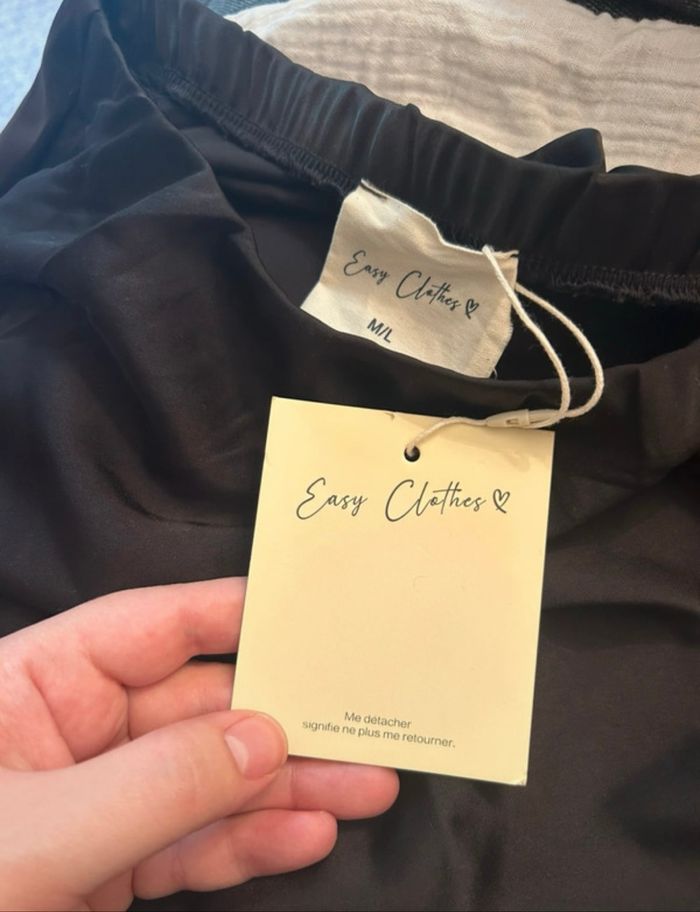 Easy Clothes
M/L
Easy Clothes
Me détacher
signifie ne plus me retourner.